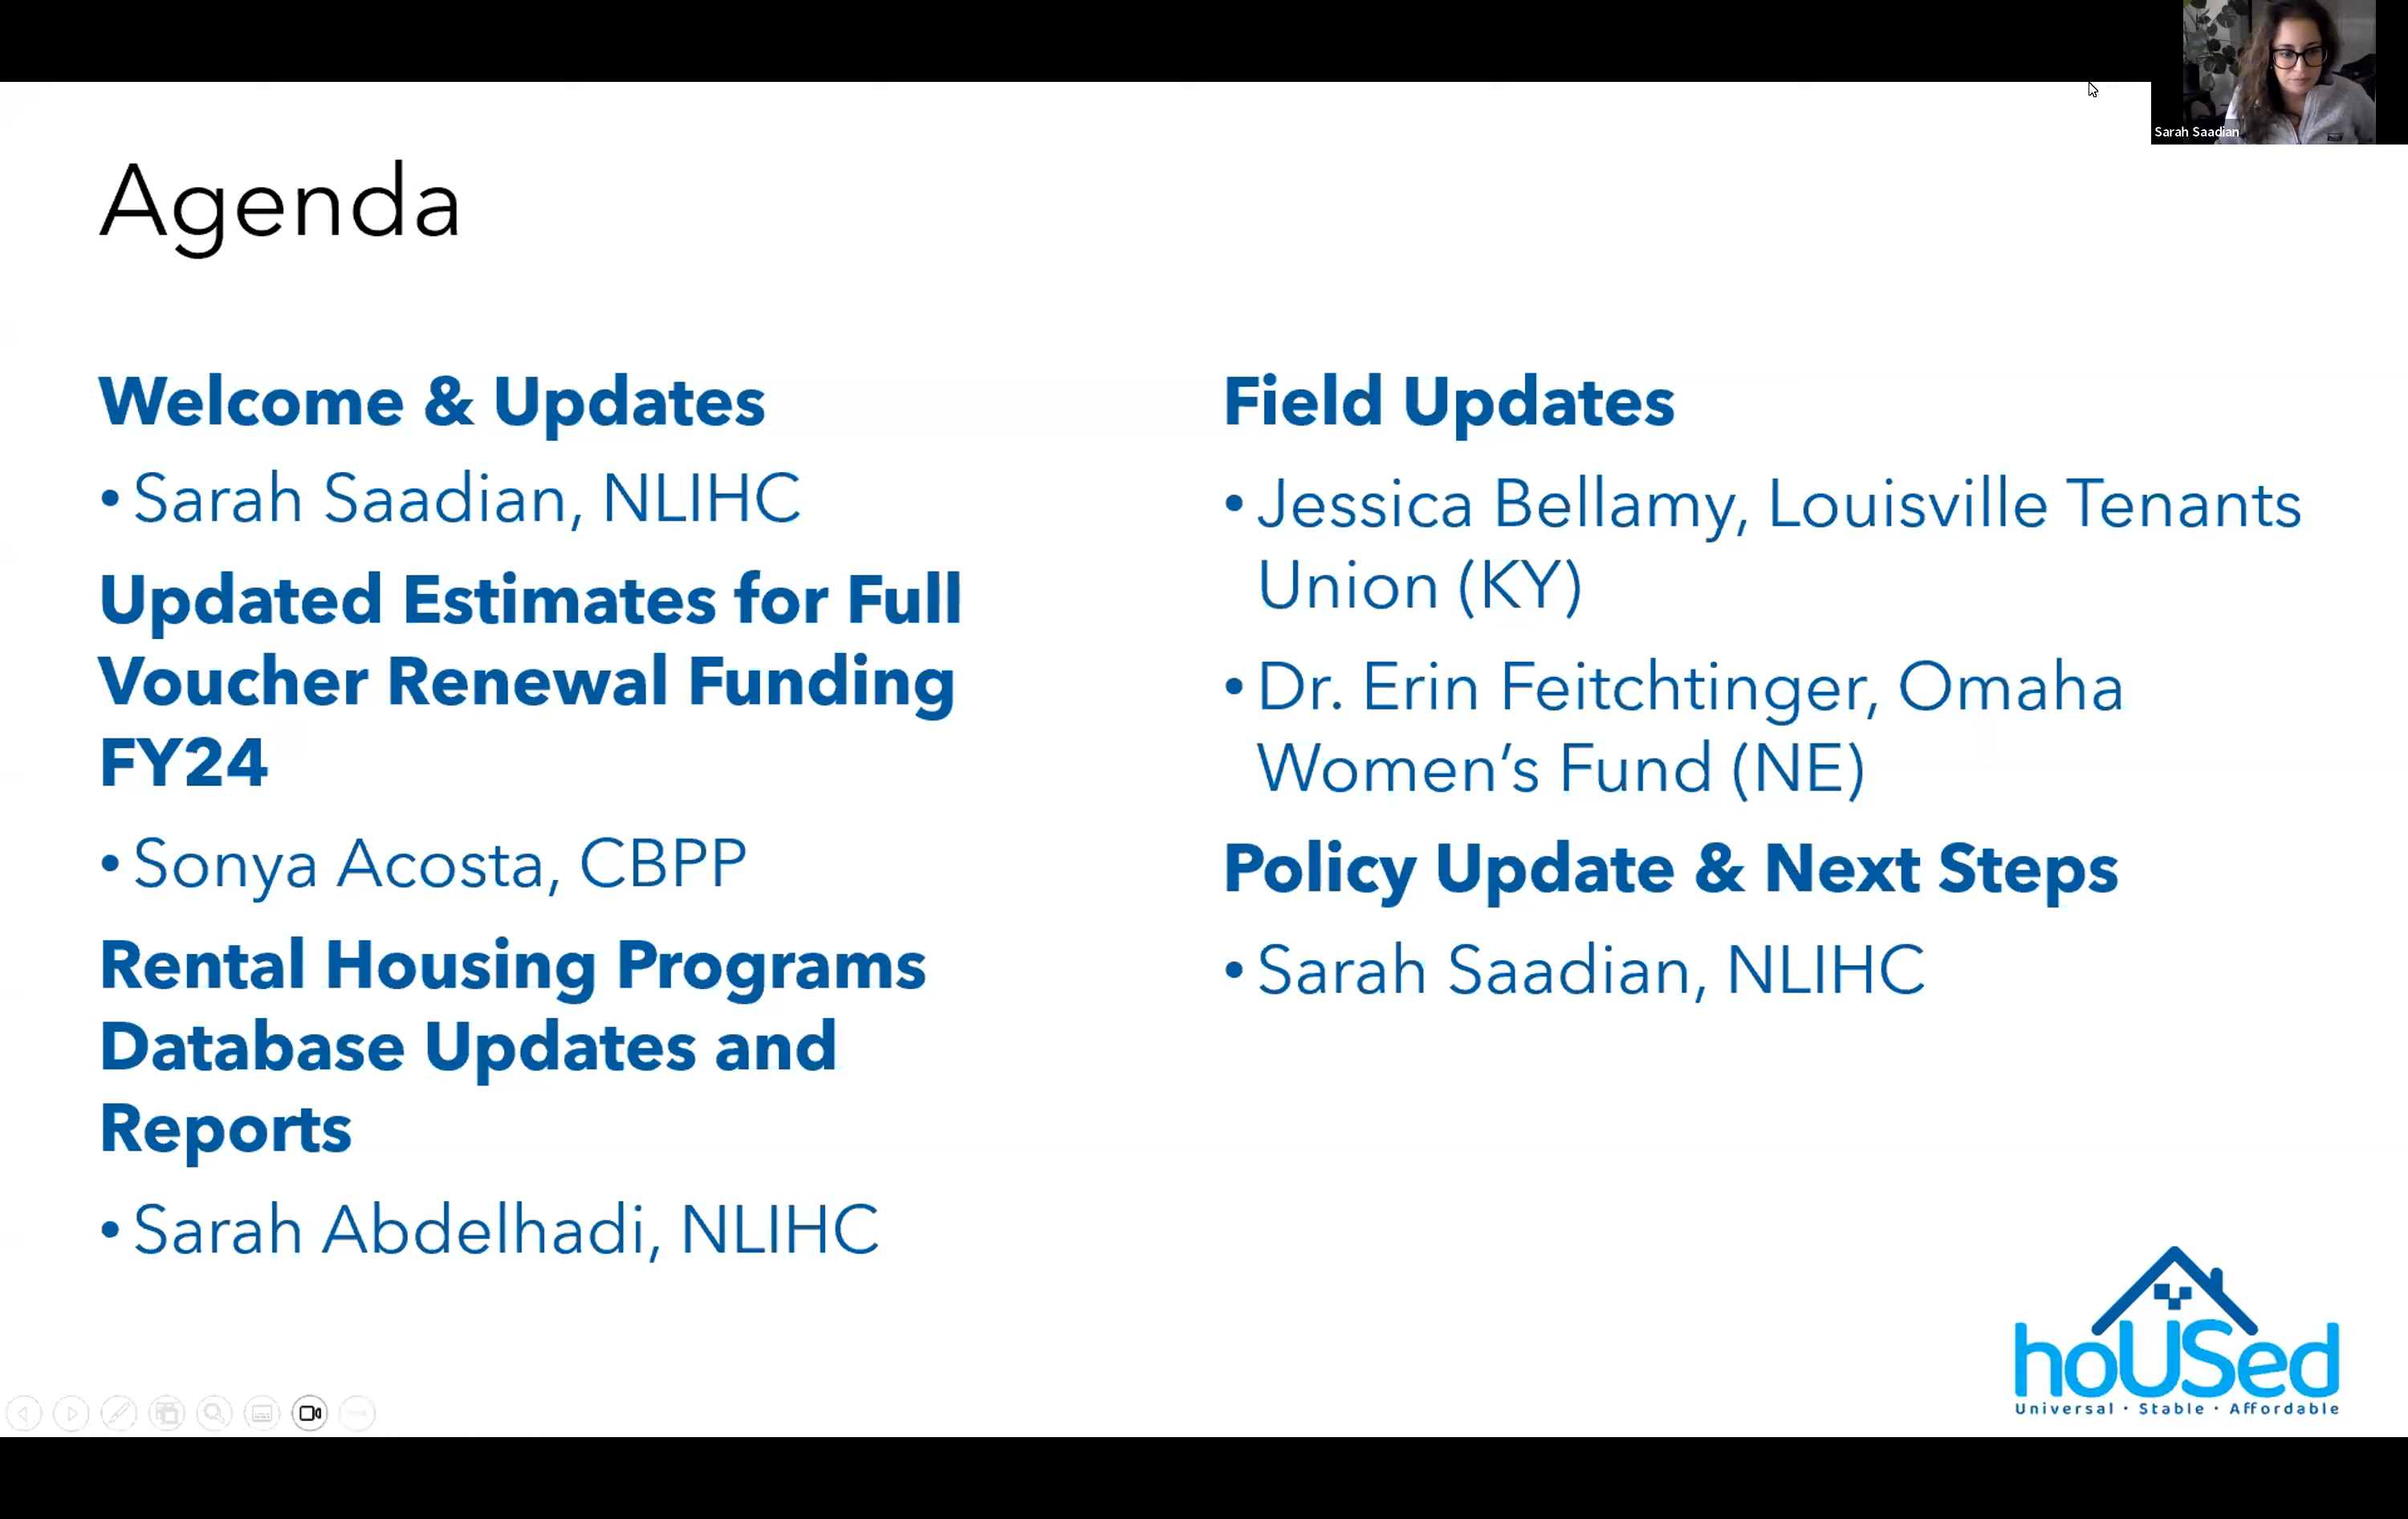 Sarah Saadian
Agenda
Welcome & Updates
• Sarah Saadian, NLIHC
Updated Estimates for Full
Voucher Renewal Funding
FY24
• Sonya Acosta, CBPP
Rental Housing Programs
Database Updates and
Reports
• Sarah Abdelhadi, NLIHC
Field Updates
• Jessica Bellamy, Louisville Tenants
Union (KY)
• Dr. Erin Feitchtinger, Omaha
Women’s Fund (NE)
Policy Update & Next Steps
• Sarah Saadian, NLIHC
hoUSed
Universal · Stable · Affordable